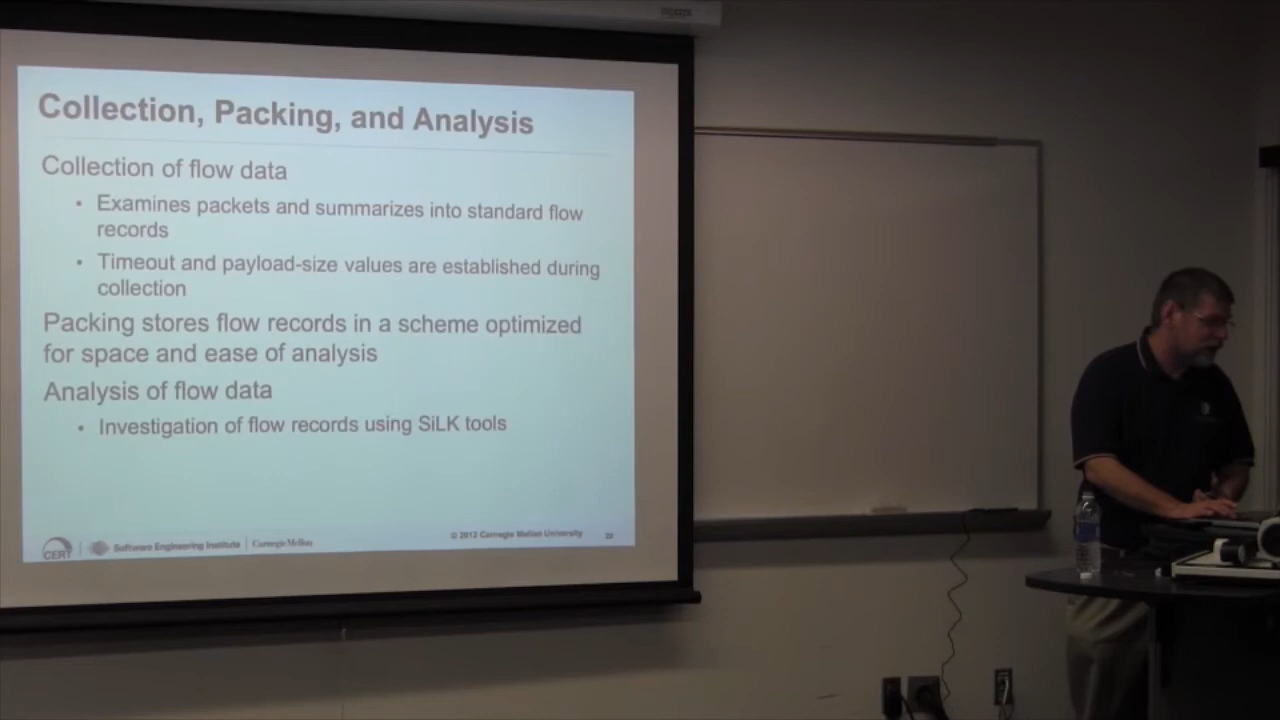 Collection, Packing, and Analysis
Collection of flow data
• Examines packets and summarizes into standard flow
records
• Timeout and payload-size values are established during
collection
Packing stores flow records in a scheme optimized
for space and ease of analysis
Analysis of flow data
• Investigation of flow records using SiLK tools
CERT
Software Engineering Institute
Carnegie Mellon
© 2012 Carnegie Mellon University